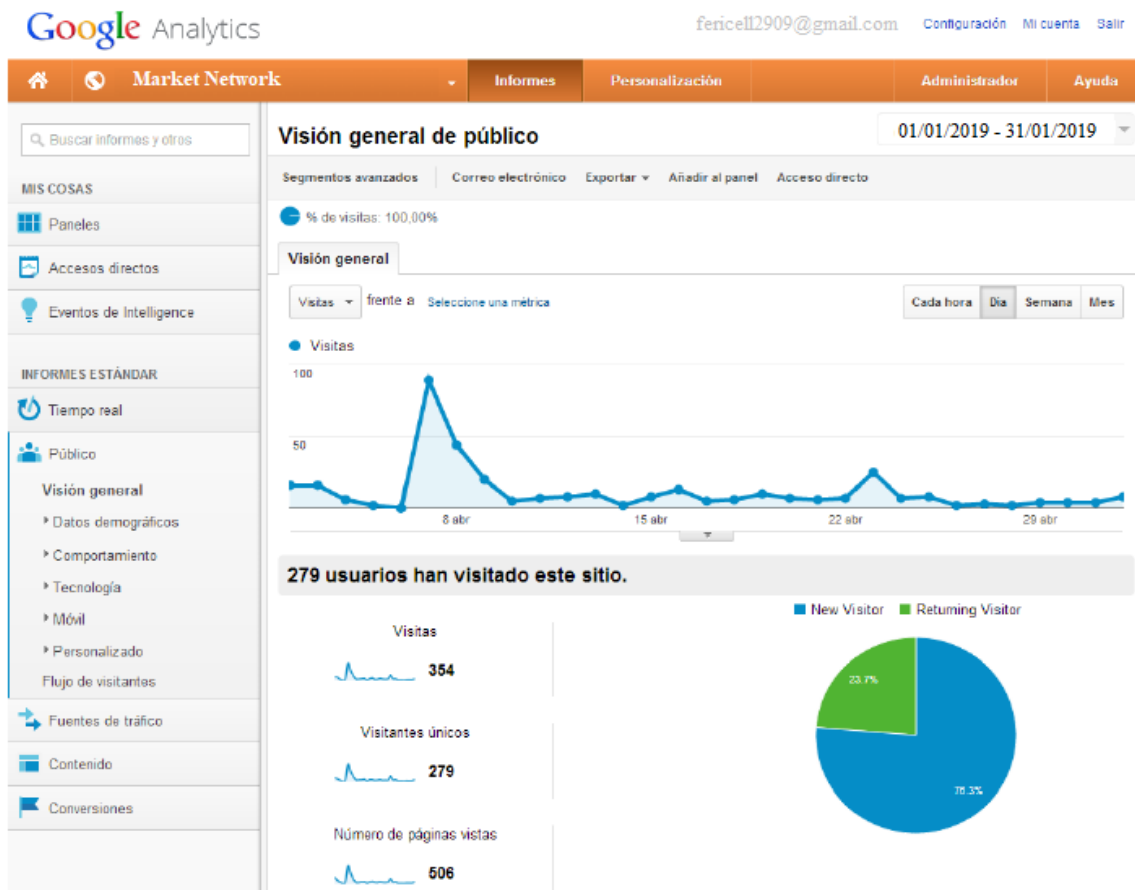 Google Analytics
fericell2909@gmail.com Configuración Mi cuenta Salir
Market Network Informes Personalización Administrador Ayuda
Buscar informes y otros
MIS COSAS
Paneles
Accesos directos
Eventos de Intelligence
INFORMES ESTÁNDAR
Tiempo real
Público
Visión general
Datos demográficos
Comportamiento
Tecnología
Móvil
Personalizado
Flujo de visitantes
Fuentes de tráfico
Contenido
Conversiones
Visión general de público
01/01/2019 - 31/01/2019
Segmentos avanzados Correo electrónico Exportar Añadir al panel Acceso directo
% de visitas: 100,00%
Visión general
Visitas frente a Seleccione una métrica
Cada hora Día Semana Mes
Visitas
100
50
8 abr 15 abr 22 abr 29 abr
279 usuarios han visitado este sitio.
Visitas
354
Visitantes únicos
279
Número de páginas vistas
506
New Visitor Returning Visitor
23.7%
76.3%